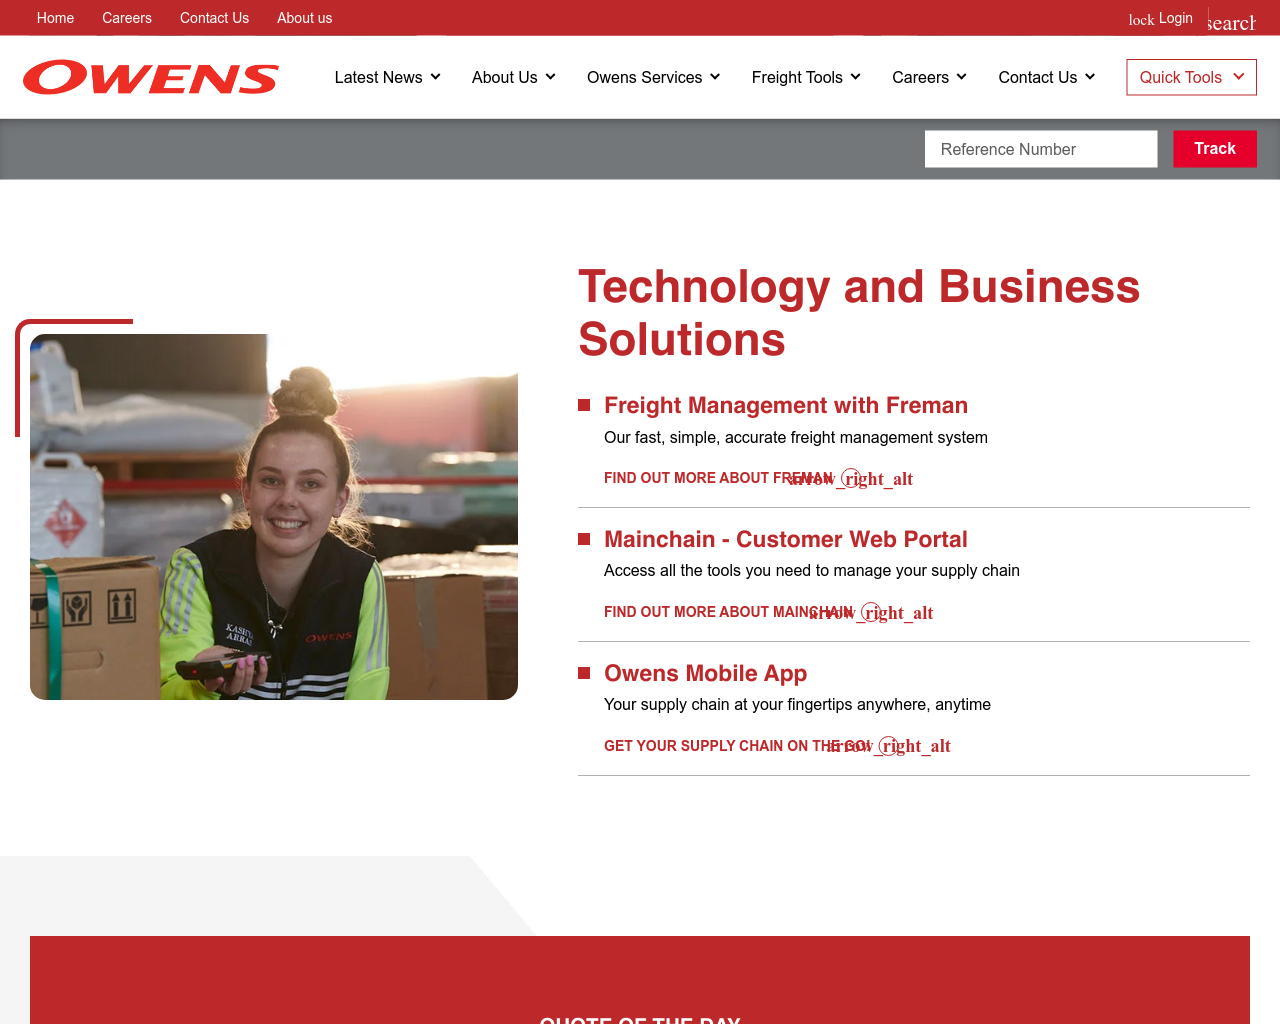 Home Careers Contact Us About us lock Login search
OWENS Latest News About Us Owens Services Freight Tools Careers Contact Us Quick Tools
Reference Number Track
Technology and Business
Solutions
Freight Management with Freman
Our fast, simple, accurate freight management system
FIND OUT MORE ABOUT FREMAN arrow_right_alt
Mainchain - Customer Web Portal
Access all the tools you need to manage your supply chain
FIND OUT MORE ABOUT MAINCHAIN arrow_right_alt
Owens Mobile App
Your supply chain at your fingertips anywhere, anytime
GET YOUR SUPPLY CHAIN ON THE GO! arrow_right_alt
OWENS
QUOTE OF THE DAY